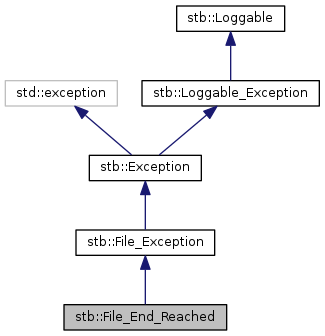 stb::Loggable
std::exception
stb::Loggable_Exception
stb::Exception
stb::File_Exception
stb::File_End_Reached